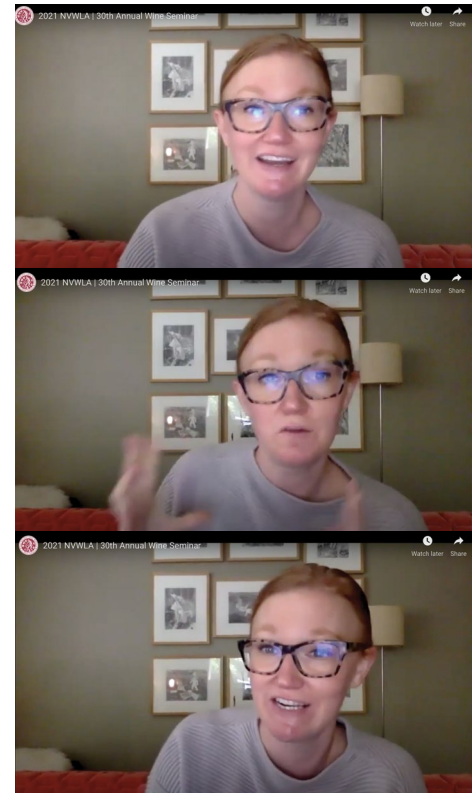 2021 NVWLA | 30th Annual Wine Seminar
Watch later
Share
2021 NVWLA | 30th Annual Wine Seminar...
Watch later
Share
2021 NVWLA | 30th Annual Wine Seminar
Watch later
Share